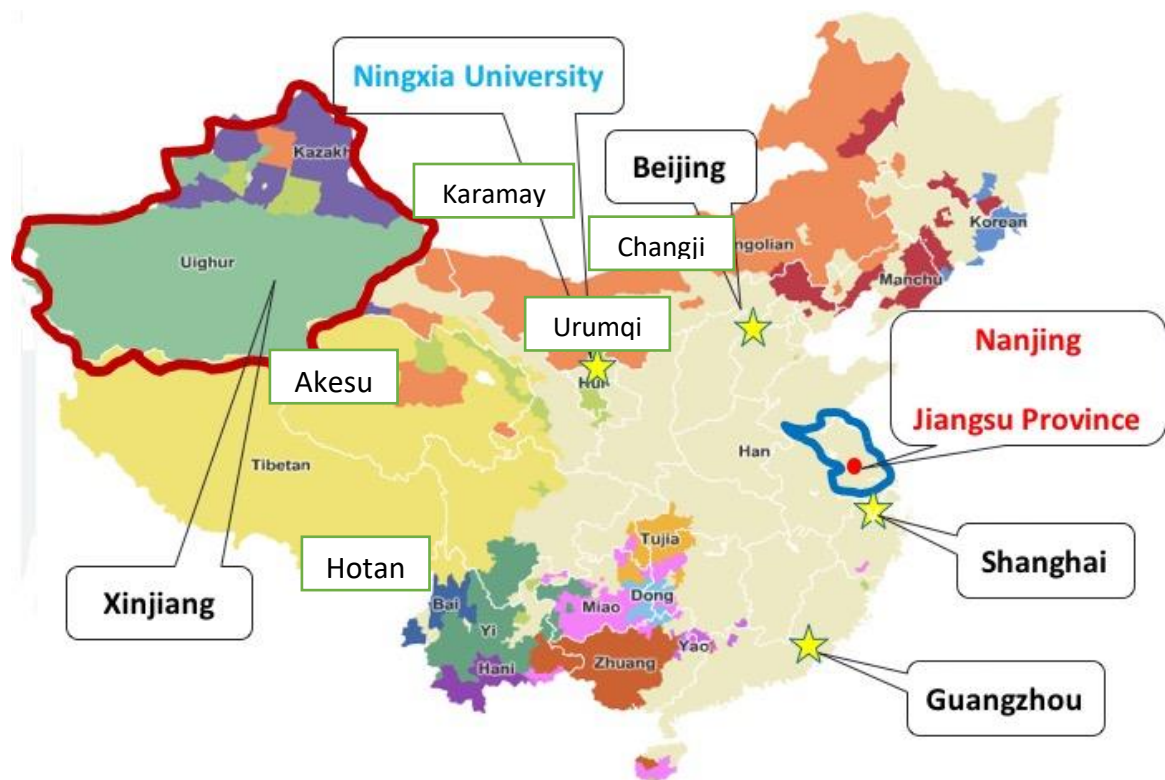 Ningxia University
Kazakh
Karamay
Beijing
Changji
ngolian
Korean
Uighur
Manchu
Urumqi
Nanjing
Jiangsu Province
Akesu
Hui
Han
Tibetan
Tujia
Hotan
Shanghai
Xinjiang
Bai
Miao
Dong
Yi
Yao
Hani
Zhuang
Guangzhou